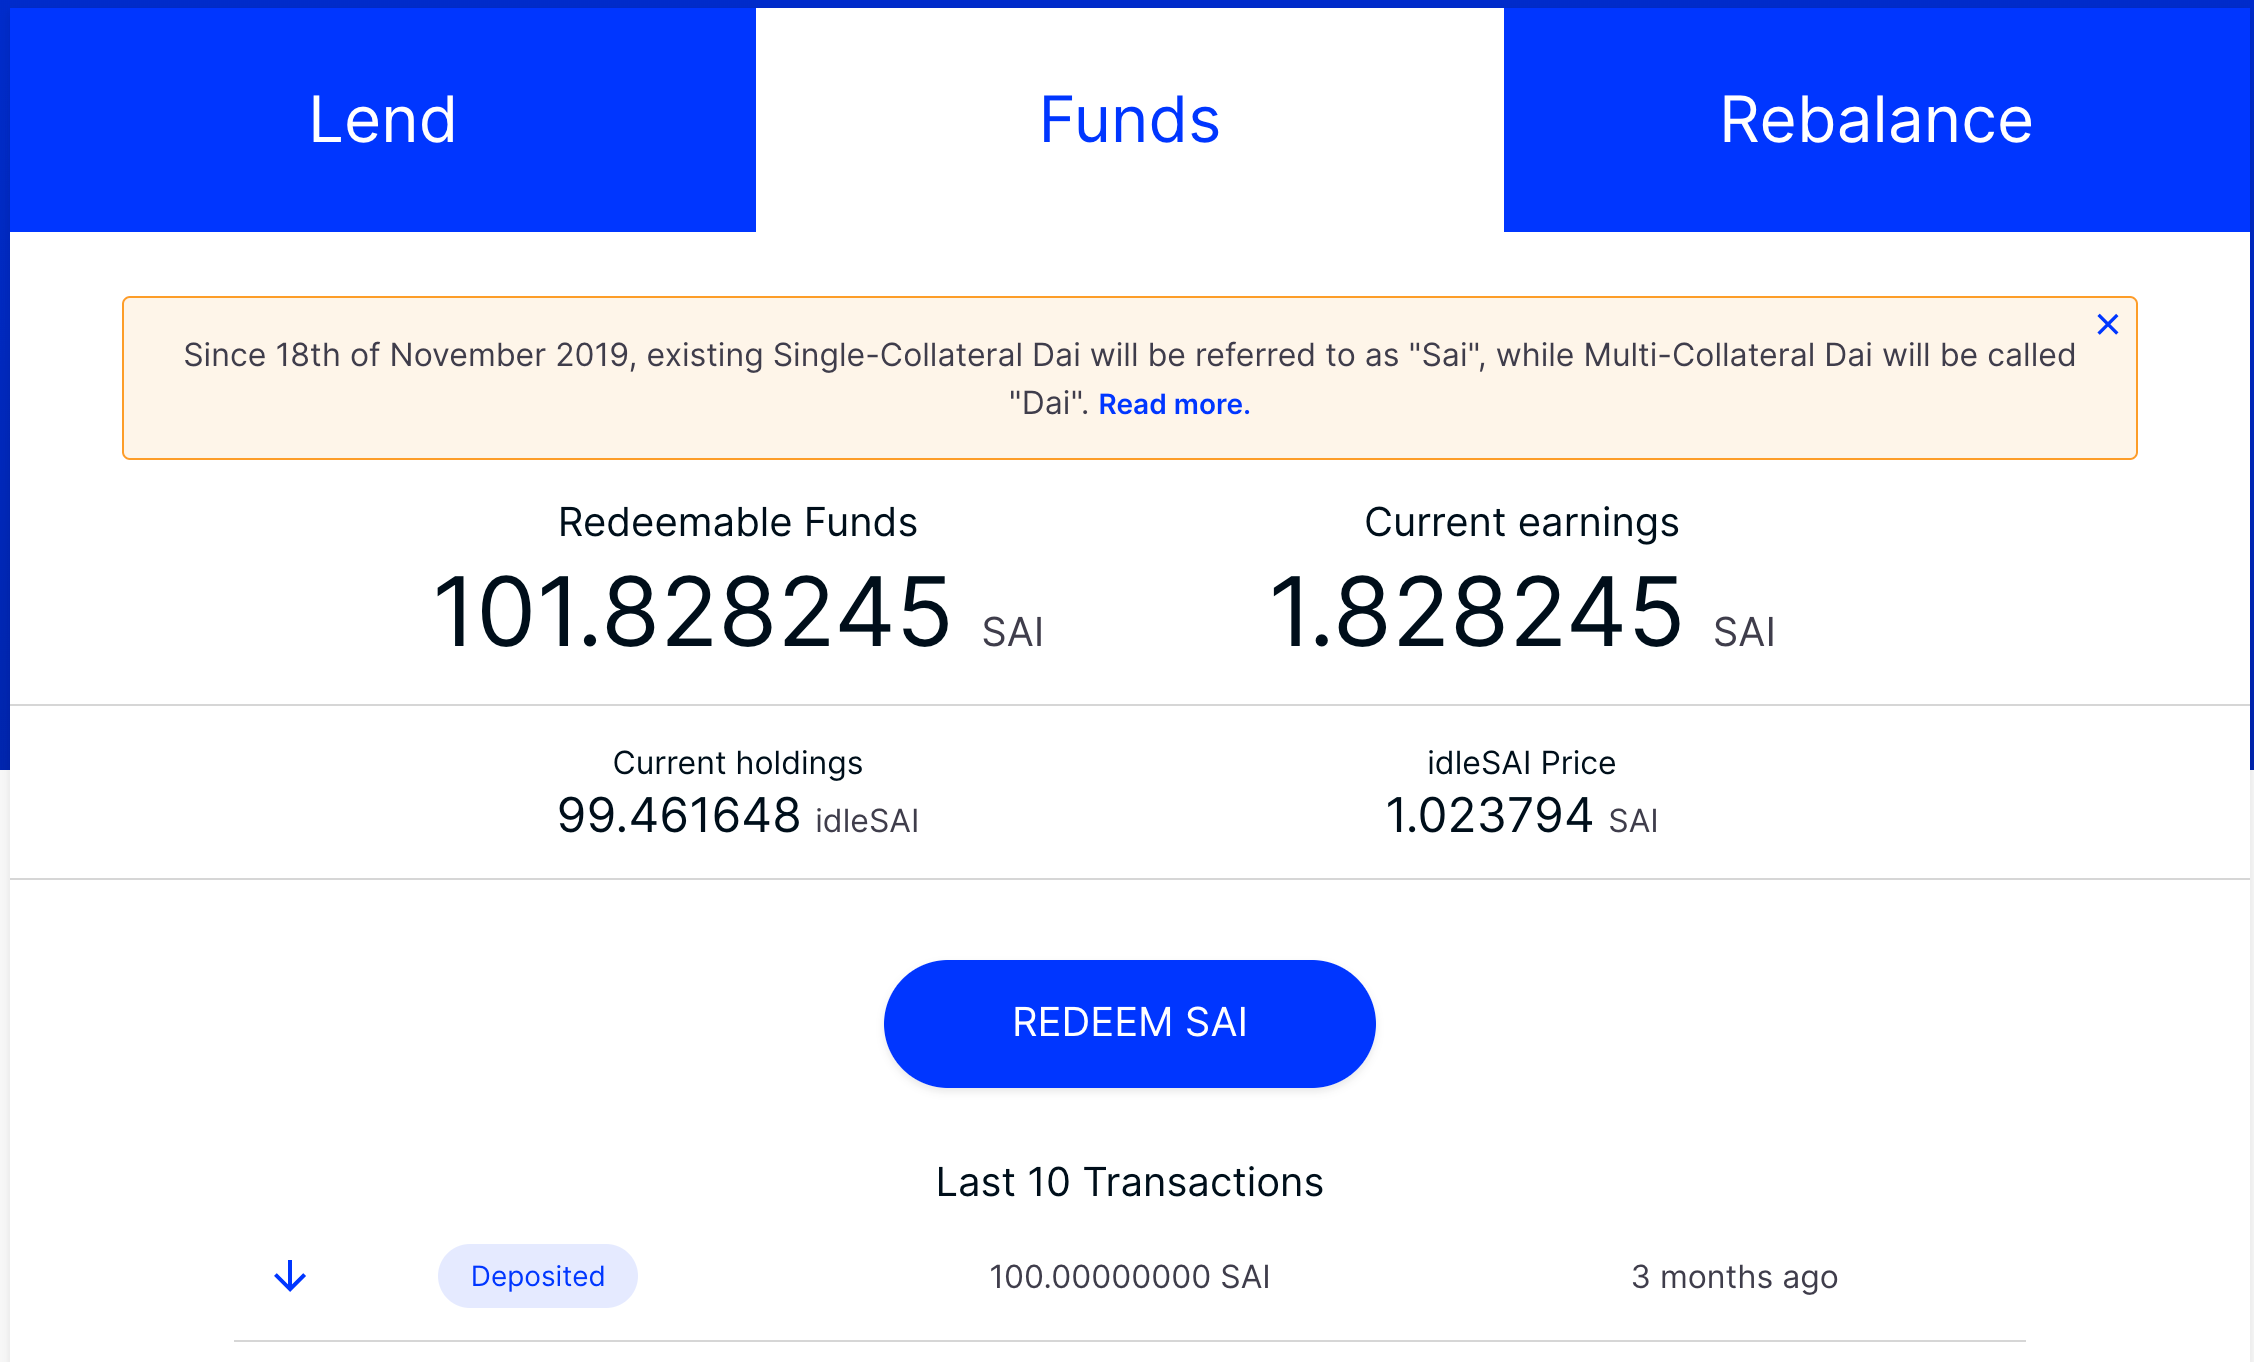 Lend
Funds
Rebalance
Since 18th of November 2019, existing Single-Collateral Dai will be referred to as "Sai", while Multi-Collateral Dai will be called
"Dai". Read more.
Redeemable Funds
101.828245 SAI
Current earnings
1.828245 SAI
Current holdings
99.461648 idleSAI
idleSAI Price
1.023794 SAI
REDEEM SAI
Last 10 Transactions
Deposited
100.00000000 SAI
3 months ago